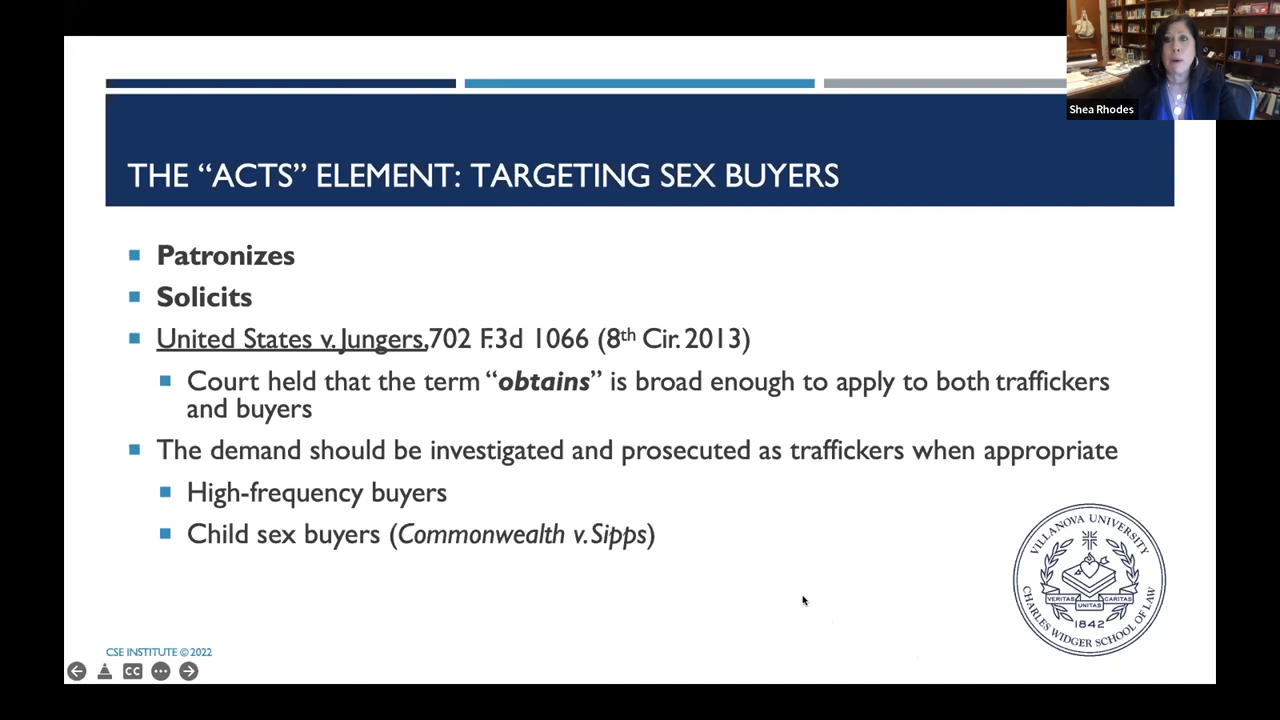 Shea Rhodes
THE “ACTS” ELEMENT: TARGETING SEX BUYERS
Patronizes
Solicits
United States v. Jungers, 702 F.3d 1066 (8th Cir. 2013)
Court held that the term “obtains” is broad enough to apply to both traffickers
and buyers
The demand should be investigated and prosecuted as traffickers when appropriate
High-frequency buyers
Child sex buyers (Commonwealth v. Sipps)
VILLANOVA UNIVERSITY
VERITAS UNITAS CARITAS
1842
CHARLES WIDGER SCHOOL OF LAW
CSE INSTITUTE © 2022
CC